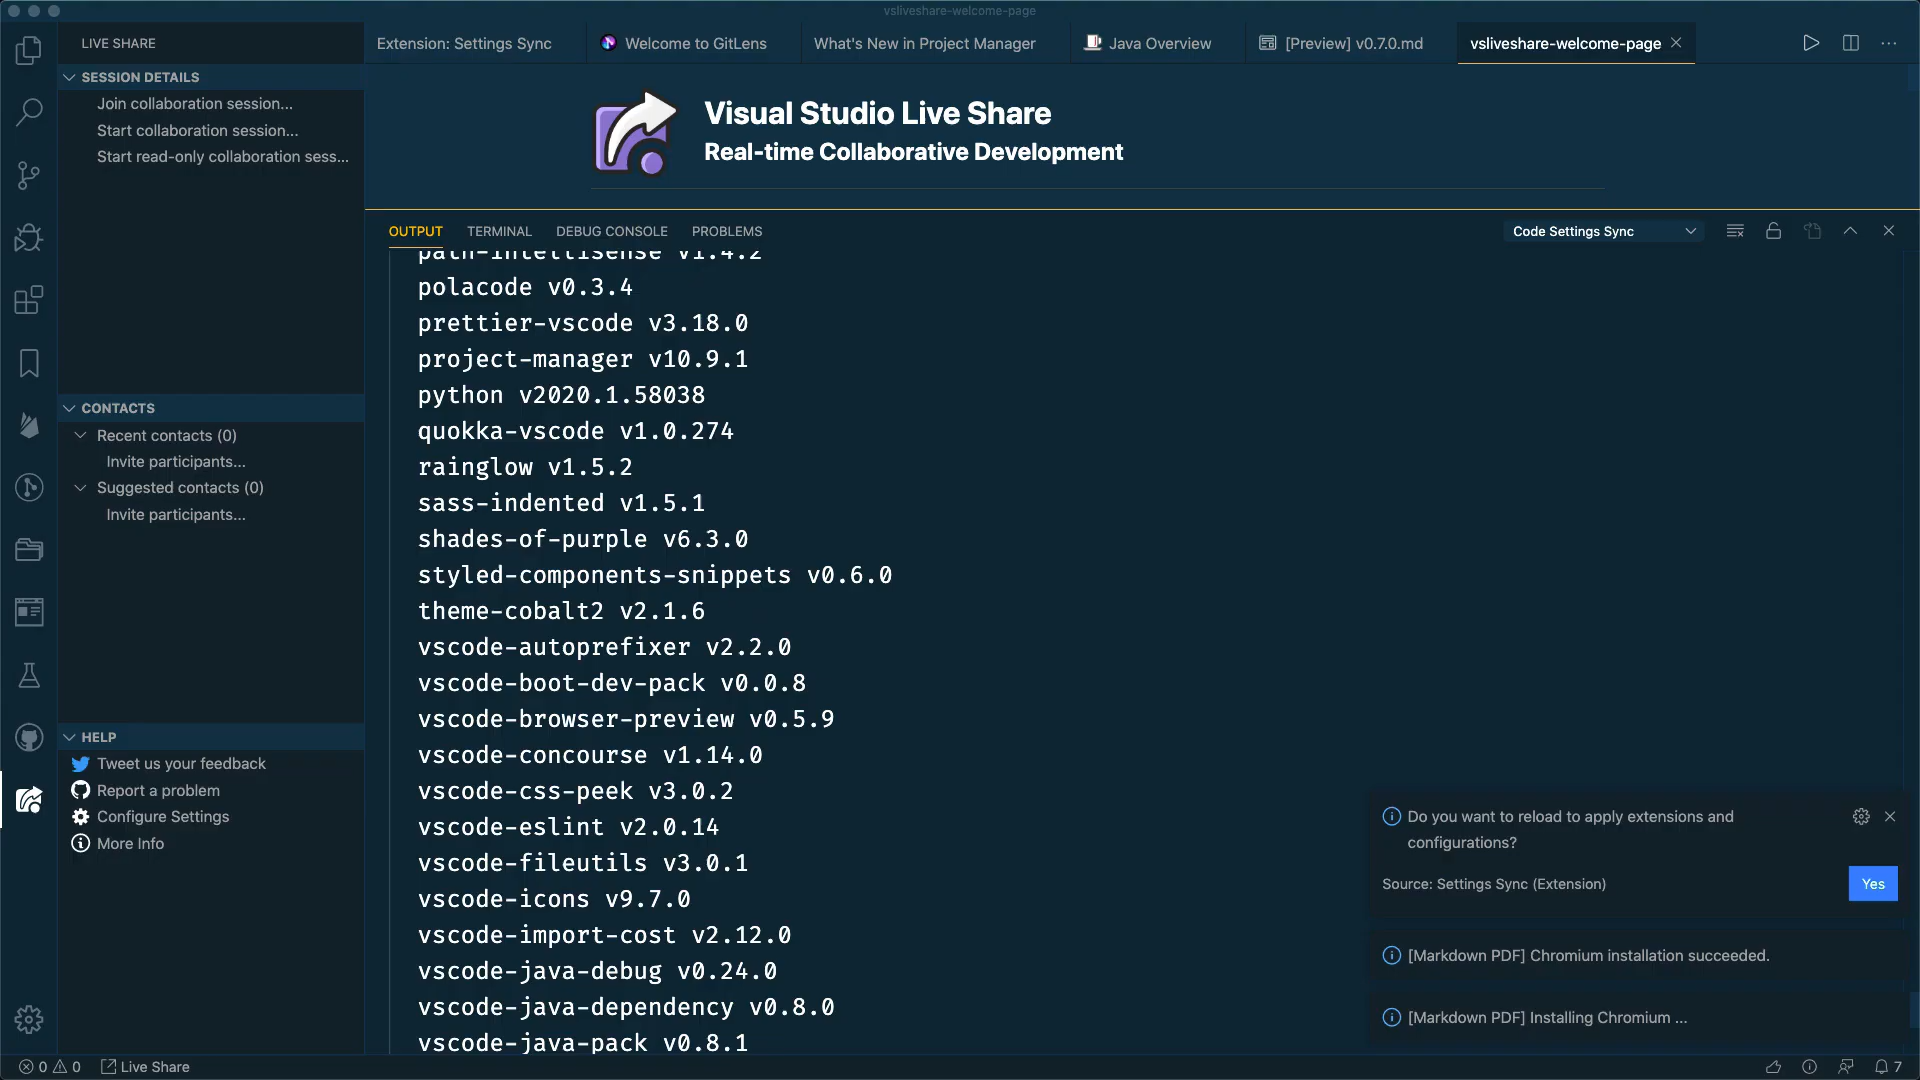 vsliveshare-welcome-page
LIVE SHARE
Extension: Settings Sync
Welcome to GitLens
What's New in Project Manager
Java Overview
[Preview] v0.7.0.md
vsliveshare-welcome-page
SESSION DETAILS
Join collaboration session...
Start collaboration session...
Start read-only collaboration sess...
CONTACTS
Recent contacts (0)
Invite participants...
Suggested contacts (0)
Invite participants...
HELP
Tweet us your feedback
Report a problem
Configure Settings
More Info
Visual Studio Live Share
Real-time Collaborative Development
OUTPUT
TERMINAL
DEBUG CONSOLE
PROBLEMS
Code Settings Sync
path-intellisense v1.4.2
polacode v0.3.4
prettier-vscode v3.18.0
project-manager v10.9.1
python v2020.1.58038
quokka-vscode v1.0.274
rainglow v1.5.2
sass-indented v1.5.1
shades-of-purple v6.3.0
styled-components-snippets v0.6.0
theme-cobalt2 v2.1.6
vscode-autoprefixer v2.2.0
vscode-boot-dev-pack v0.0.8
vscode-browser-preview v0.5.9
vscode-concourse v1.14.0
vscode-css-peek v3.0.2
vscode-eslint v2.0.14
vscode-fileutils v3.0.1
vscode-icons v9.7.0
vscode-import-cost v2.12.0
vscode-java-debug v0.24.0
vscode-java-dependency v0.8.0
vscode-java-pack v0.8.1
Do you want to reload to apply extensions and
configurations?
Source: Settings Sync (Extension)
Yes
[Markdown PDF] Chromium installation succeeded.
[Markdown PDF] Installing Chromium ...
0
0
Live Share
7